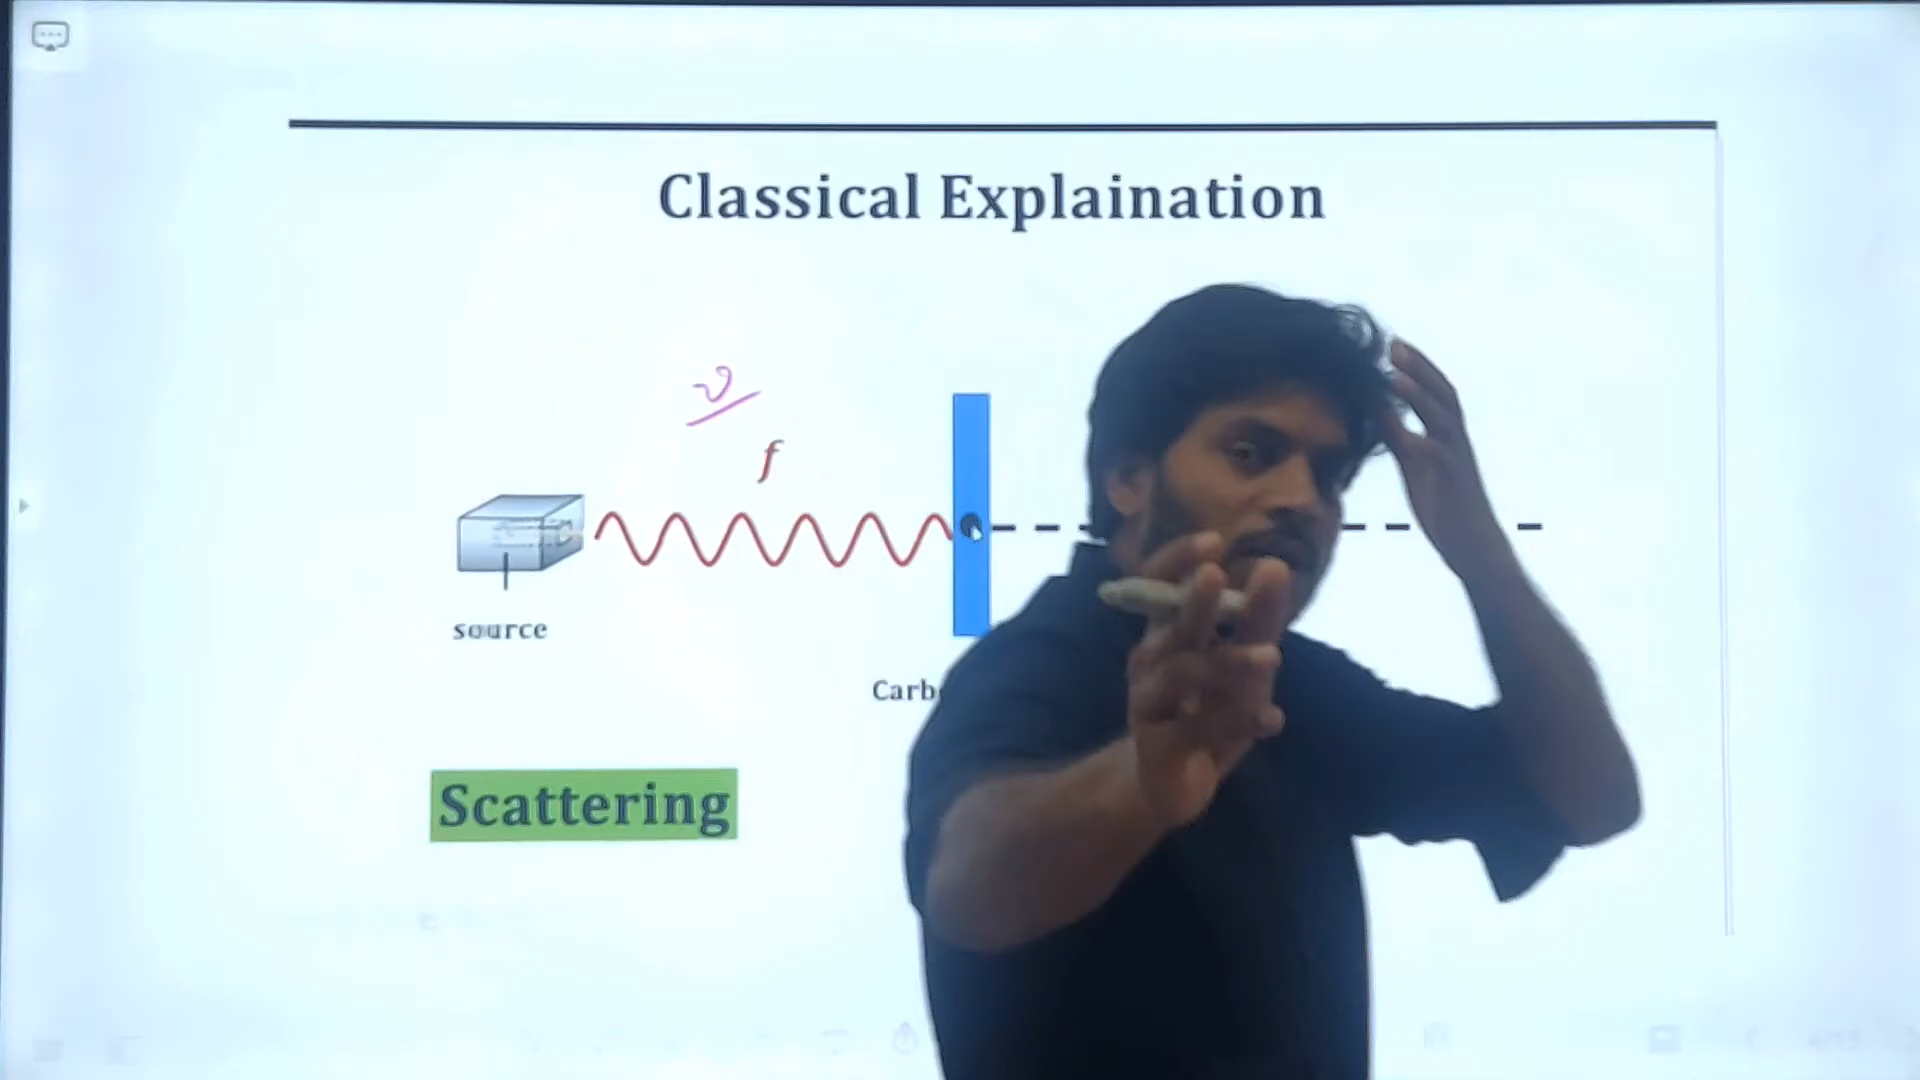 Classical Explaination
ν
f
source
Carb
Scattering